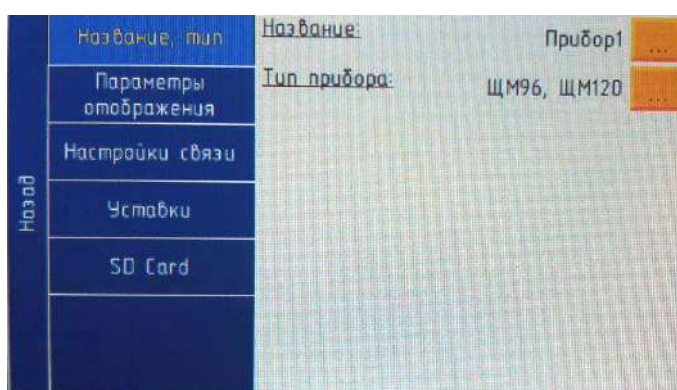 Назад
Название, тип
Параметры
отображения
Настройки связи
Уставки
SD Card
Название: Прибор1 ...
Тип прибора: ЩМ96, ЩМ120 ...